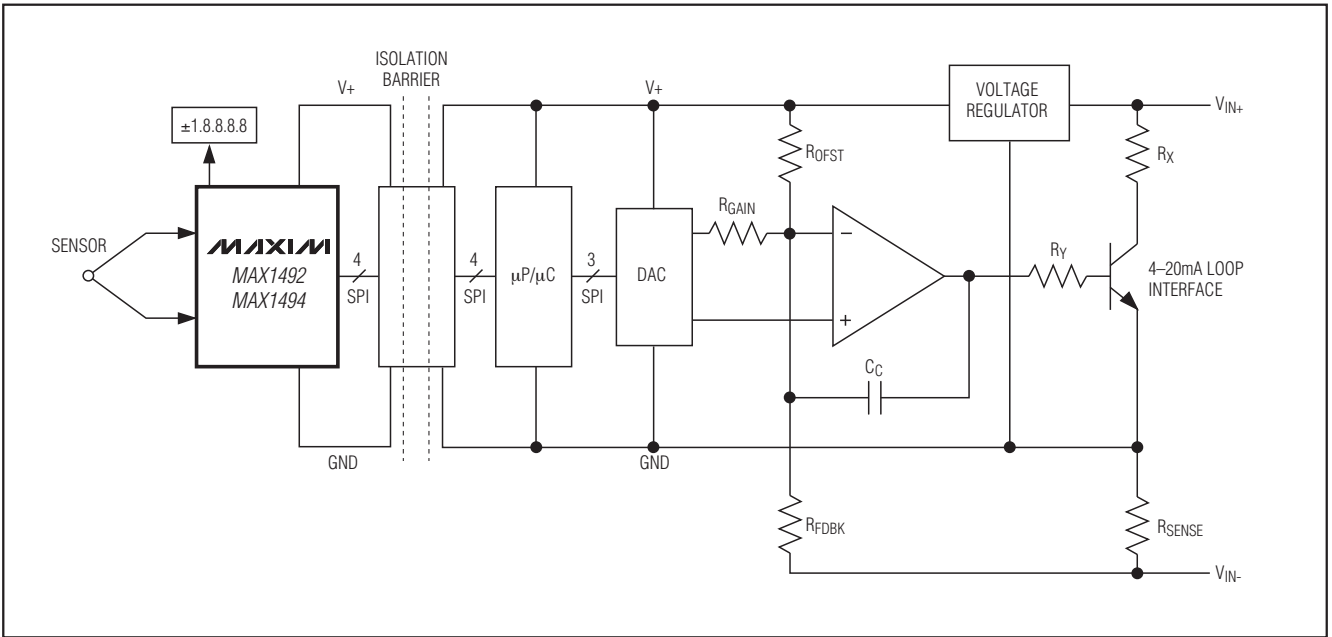 ISOLATION
BARRIER
V+
V+
VOLTAGE
REGULATOR
VIN+
±1.8.8.8.8
ROFST
RX
RGAIN
SENSOR
MAXIM
MAX1492
MAX1494
4
SPI
4
SPI
µP/µC
3
SPI
DAC
−
+
RY
4–20mA LOOP
INTERFACE
CC
GND
GND
RFDBK
RSENSE
VIN-